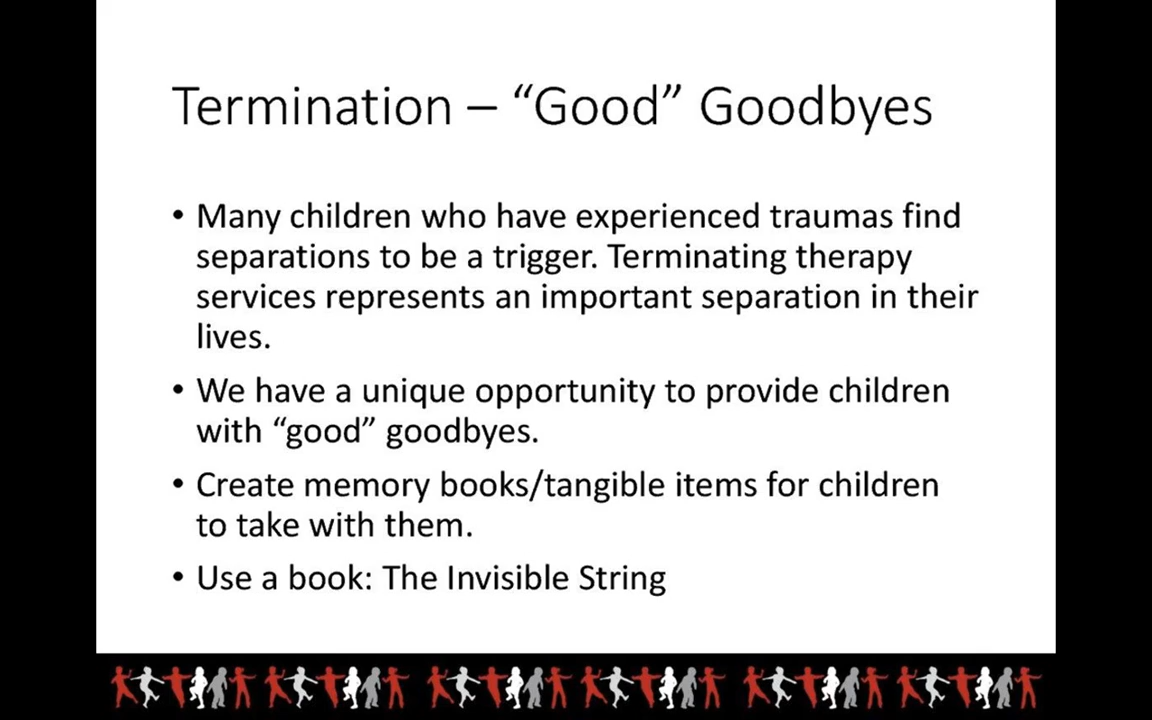 Termination – “Good” Goodbyes
• Many children who have experienced traumas find
separations to be a trigger. Terminating therapy
services represents an important separation in their
lives.
• We have a unique opportunity to provide children
with “good” goodbyes.
• Create memory books/tangible items for children
to take with them.
• Use a book: The Invisible String